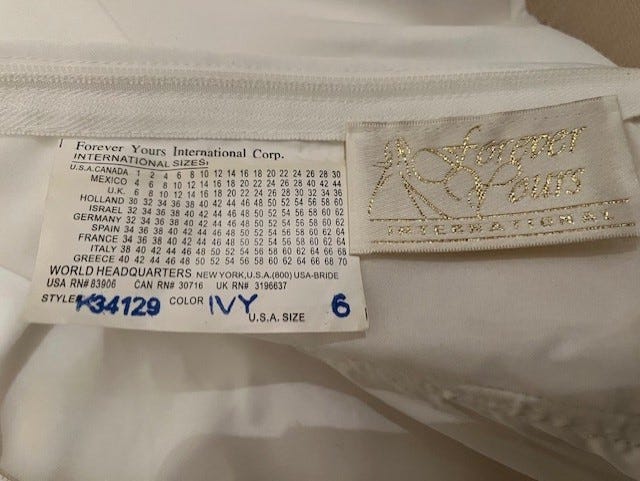 Forever Yours International Corp.
INTERNATIONAL SIZES:
U.S.A.CANADA 1 2 4 6 8 10 12 14 16 18 20 22 24 26 28 30
MEXICO 4 6 8 10 12 14 16 18 20 22 24 26 28 40 42 44
U.K. 6 8 10 12 14 16 18 20 22 24 26 28 30 32 34 36
HOLLAND 30 32 34 36 38 40 42 44 46 48 50 52 54 56 58 60
ISRAEL 32 34 36 38 40 42 44 46 48 50 52 54 56 58 60 62
GERMANY 32 34 36 38 40 42 44 46 48 50 52 54 56 58 60 62
SPAIN 34 36 38 40 42 44 46 48 50 52 54 56 58 60 62 64
FRANCE 34 36 38 40 42 44 46 48 50 52 54 56 58 60 62 64
ITALY 38 40 42 44 46 48 50 52 54 56 58 60 62 64 66 68
GREECE 40 42 44 46 48 50 52 54 56 58 60 62 64 66 68 70
WORLD HEADQUARTERS NEW YORK, U.S.A. (800) USA-BRIDE
USA RN# 83906 CAN RN# 30716 UK RN# 3196637
STYLE K34129 COLOR IVY U.S.A. SIZE 6
Forever
Yours
INTERNATIONAL